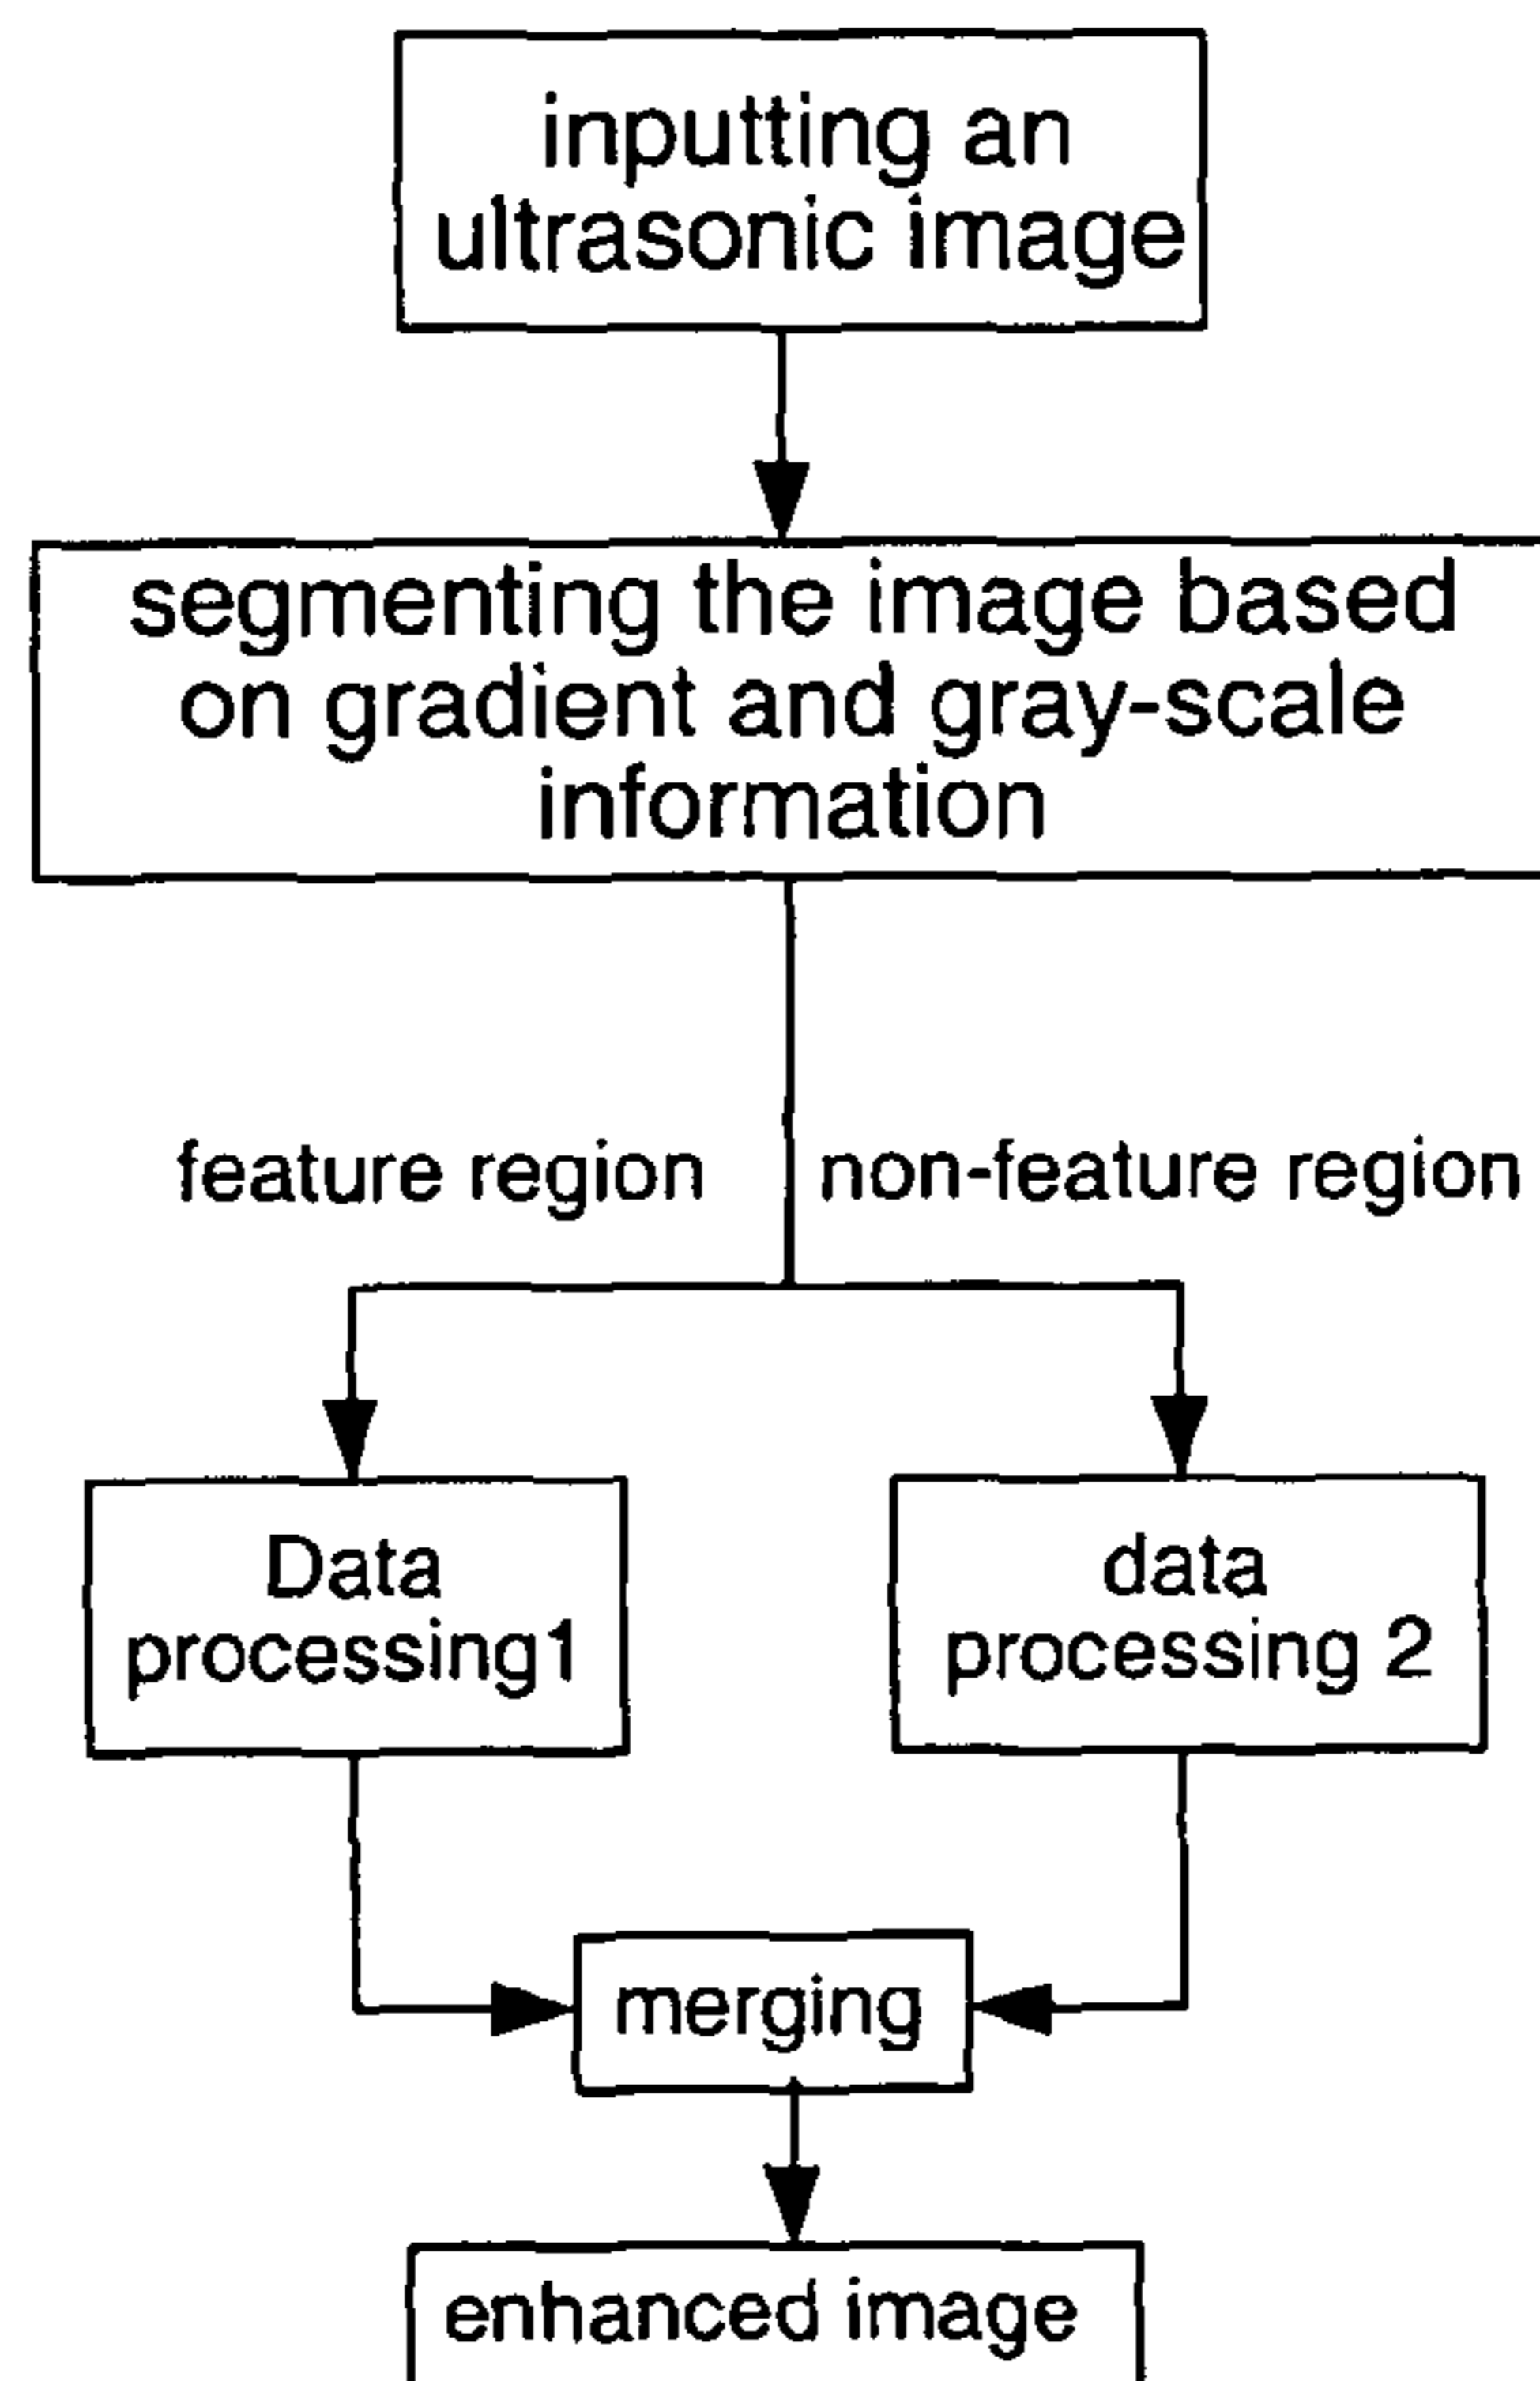 inputting an
ultrasonic image
segmenting the image based
on gradient and gray-scale
information
feature region
non-feature region
Data
processing1
data
processing 2
merging
enhanced image